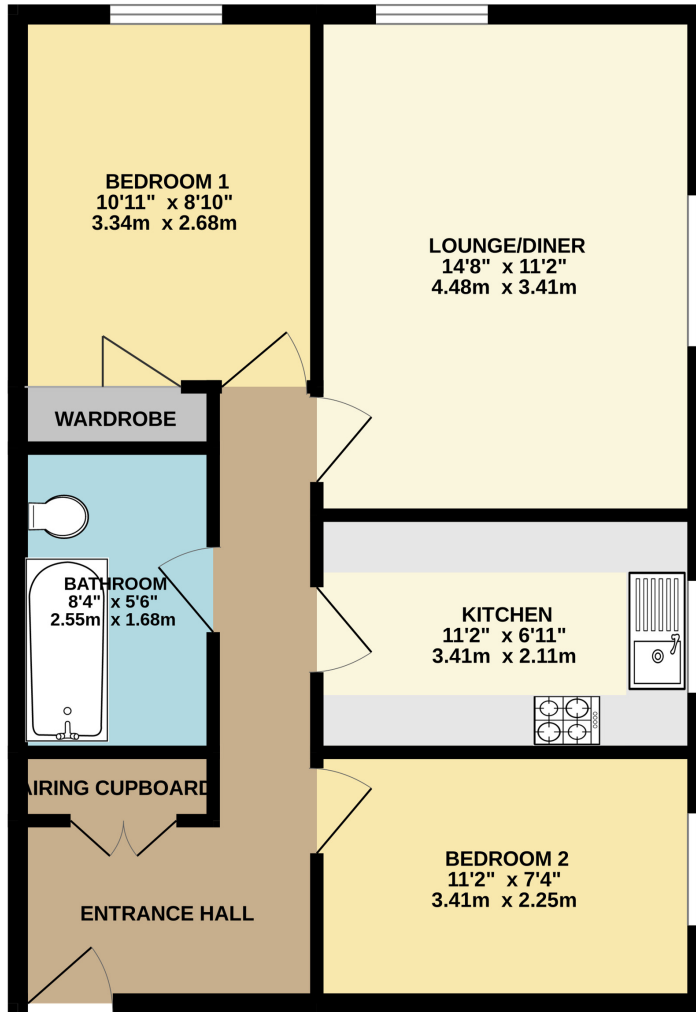 BEDROOM 1
10'11" x 8'10"
3.34m x 2.68m
LOUNGE/DINER
14'8" x 11'2"
4.48m x 3.41m
WARDROBE
BATHROOM
8'4" x 5'6"
2.55m x 1.68m
KITCHEN
11'2" x 6'11"
3.41m x 2.11m
AIRING CUPBOARD
BEDROOM 2
11'2" x 7'4"
3.41m x 2.25m
ENTRANCE HALL